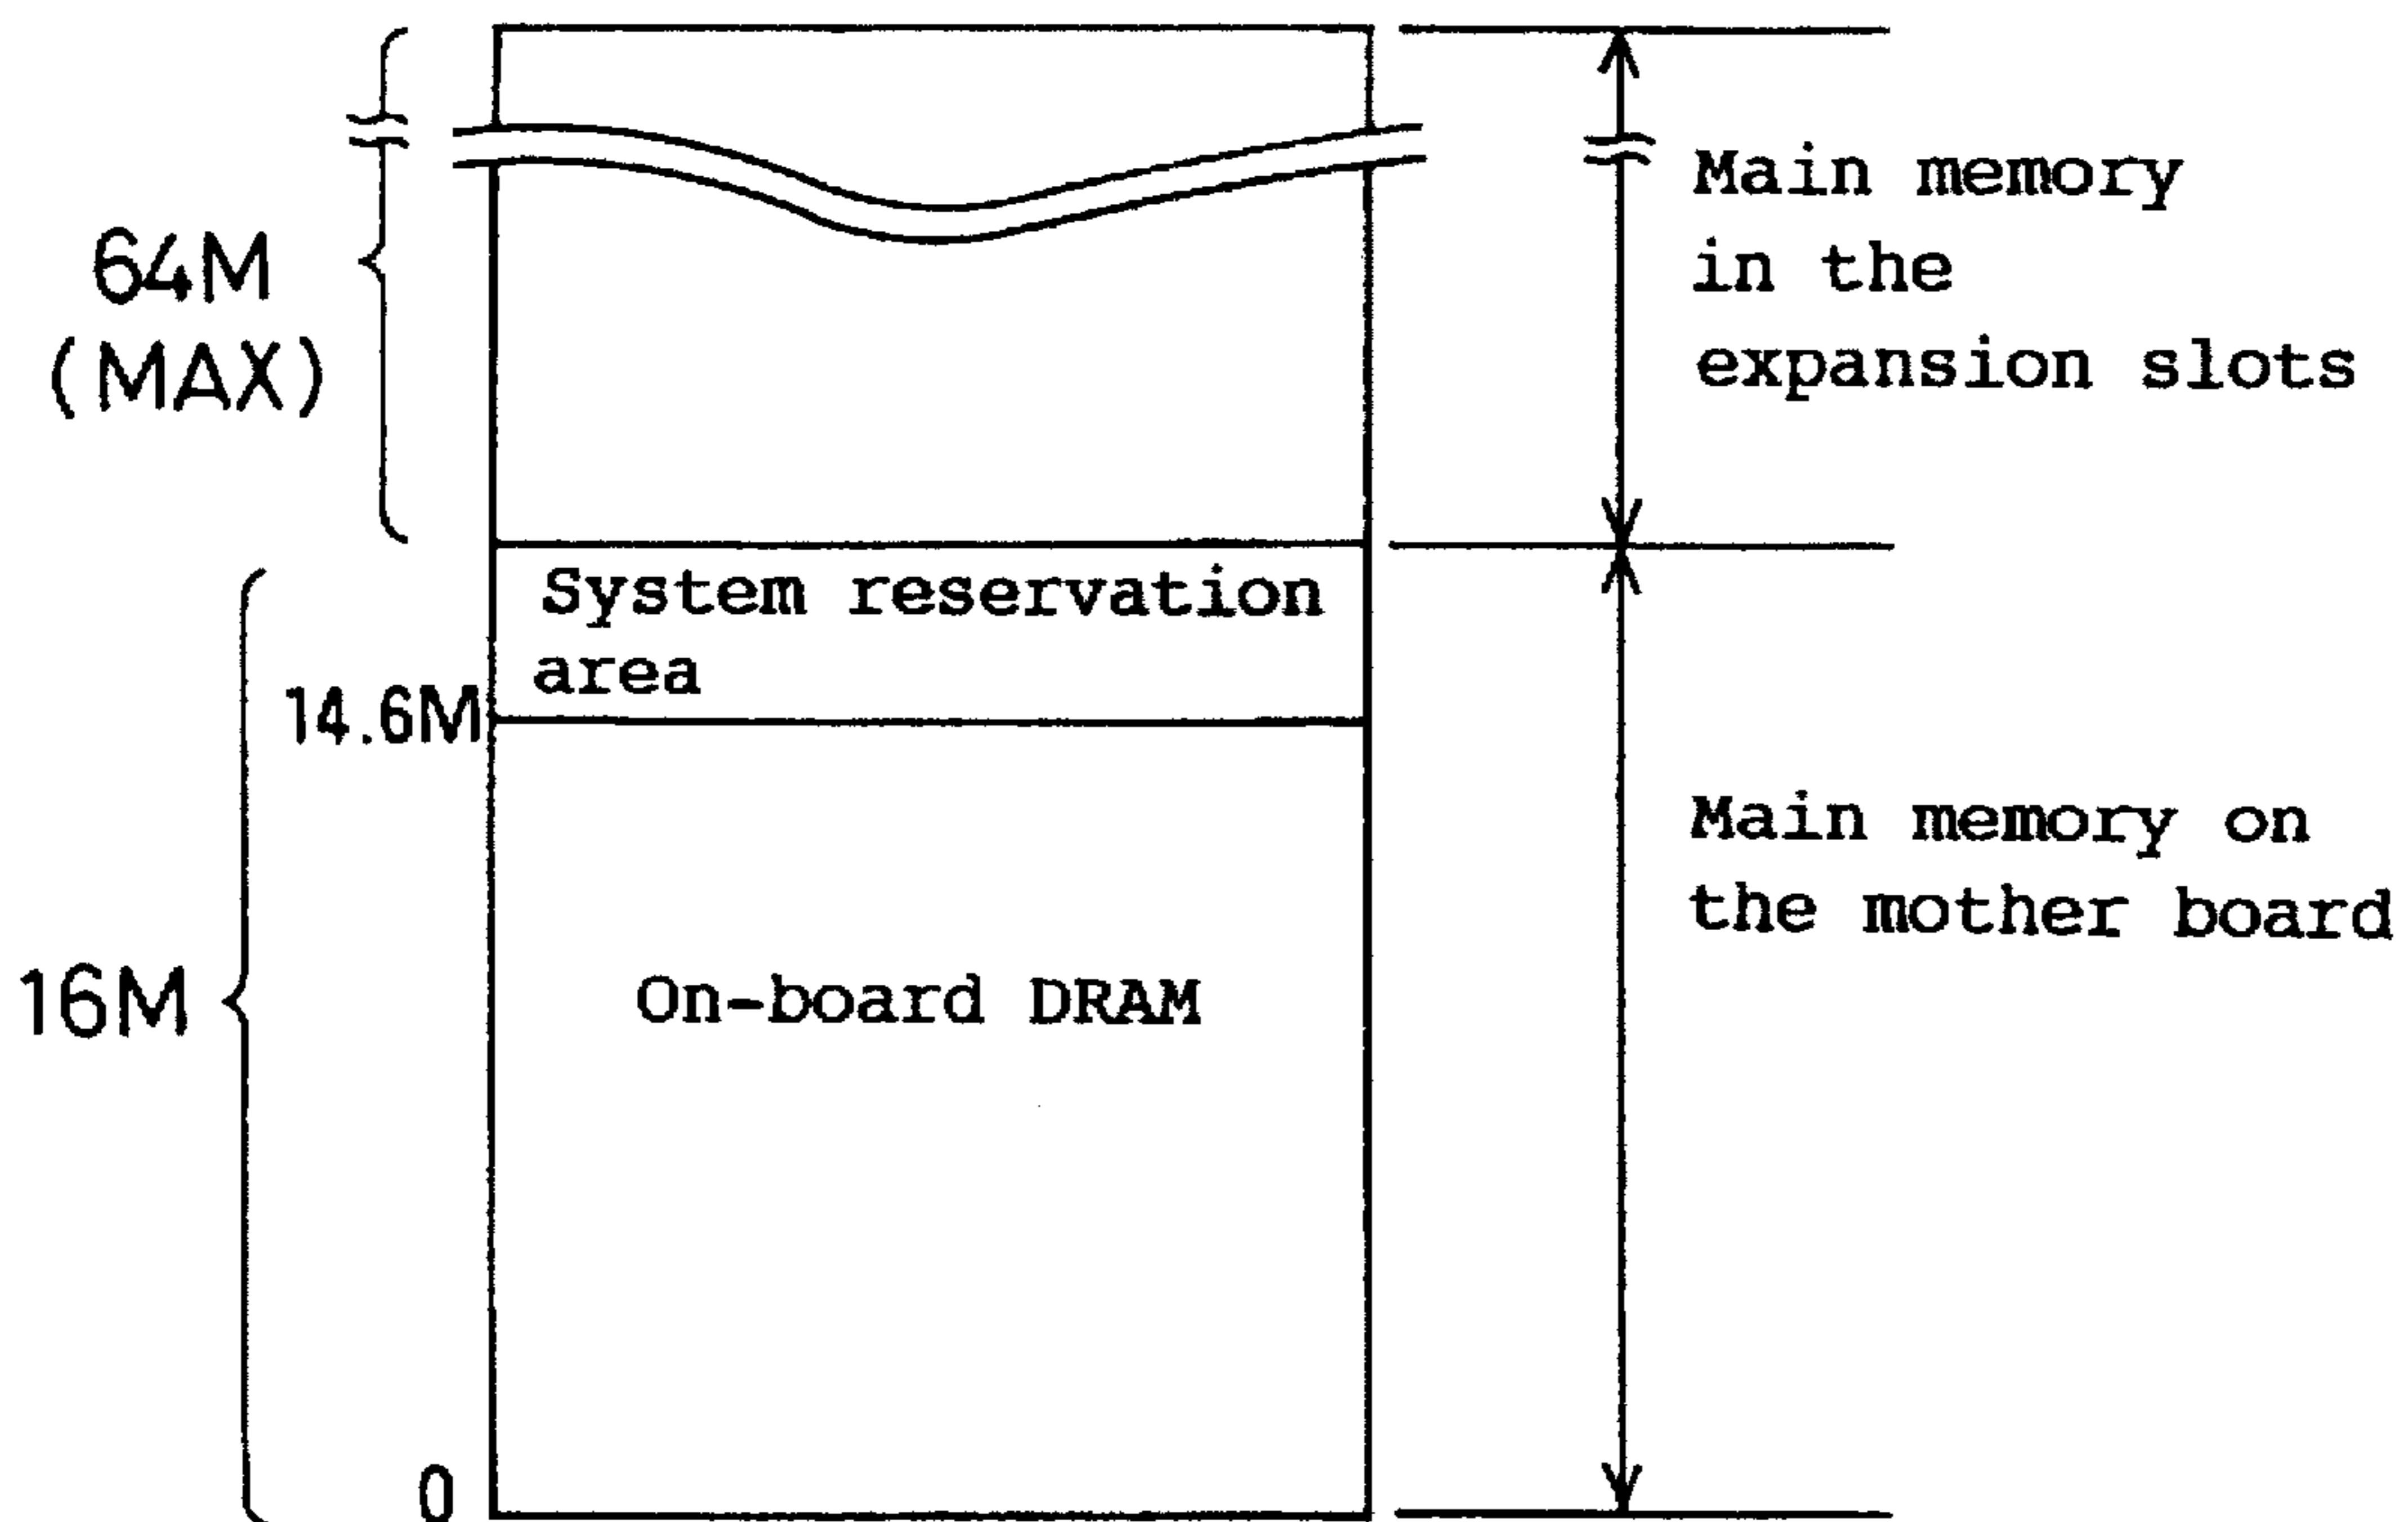 64M
(MAX)
Main memory
in the
expansion slots
System reservation
area
14.6M
16M
On-board DRAM
Main memory on
the mother board
0